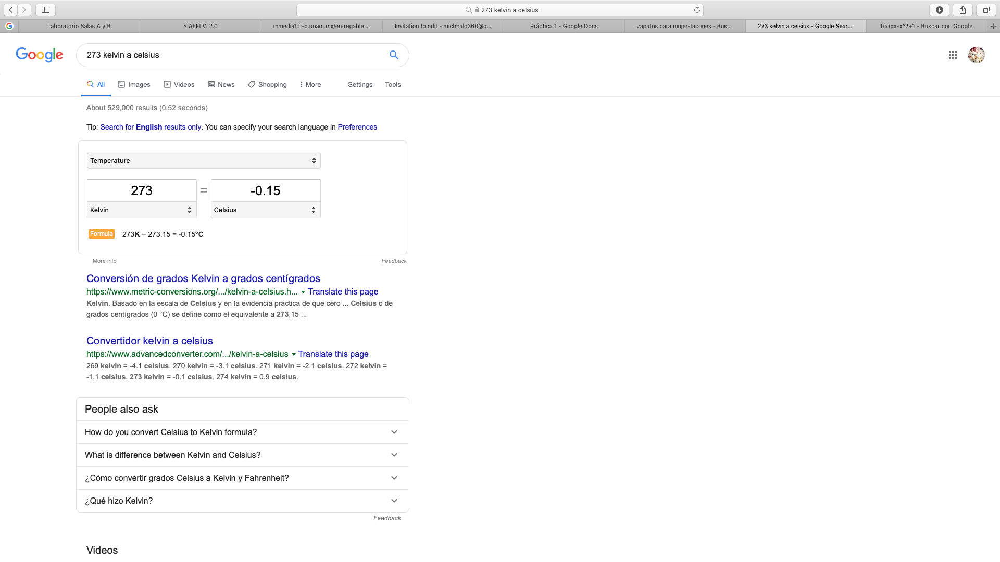 273 kelvin a celsius
Laboratorio Salas A y B
SIAEFI V. 2.0
mmedia1.fi-b.unam.mx/entregable...
Invitation to edit - michhalo360@g...
Práctica 1 - Google Docs
zapatos para mujer-tacones - Bus...
273 kelvin a celsius - Google Sear...
f(x)=x-x^2+1 - Buscar con Google
Google
273 kelvin a celsius
All
Images
Videos
News
Shopping
More
Settings
Tools
About 529,000 results (0.52 seconds)
Tip: Search for English results only. You can specify your search language in Preferences
Temperature
273 = -0.15
Kelvin
Celsius
Formula 273K − 273.15 = -0.15°C
More info
Feedback
Conversión de grados Kelvin a grados centígrados
https://www.metric-conversions.org/.../kelvin-a-celsius.h... Translate this page
Kelvin. Basado en la escala de Celsius y en la evidencia práctica de que cero ... Celsius o de
grados centígrados (0 °C) se define como el equivalente a 273,15 ...
Convertidor kelvin a celsius
https://www.advancedconverter.com/.../kelvin-a-celsius Translate this page
269 kelvin = -4.1 celsius. 270 kelvin = -3.1 celsius. 271 kelvin = -2.1 celsius. 272 kelvin =
-1.1 celsius. 273 kelvin = -0.1 celsius. 274 kelvin = 0.9 celsius.
People also ask
How do you convert Celsius to Kelvin formula?
What is difference between Kelvin and Celsius?
¿Cómo convertir grados Celsius a Kelvin y Fahrenheit?
¿Qué hizo Kelvin?
Feedback
Videos